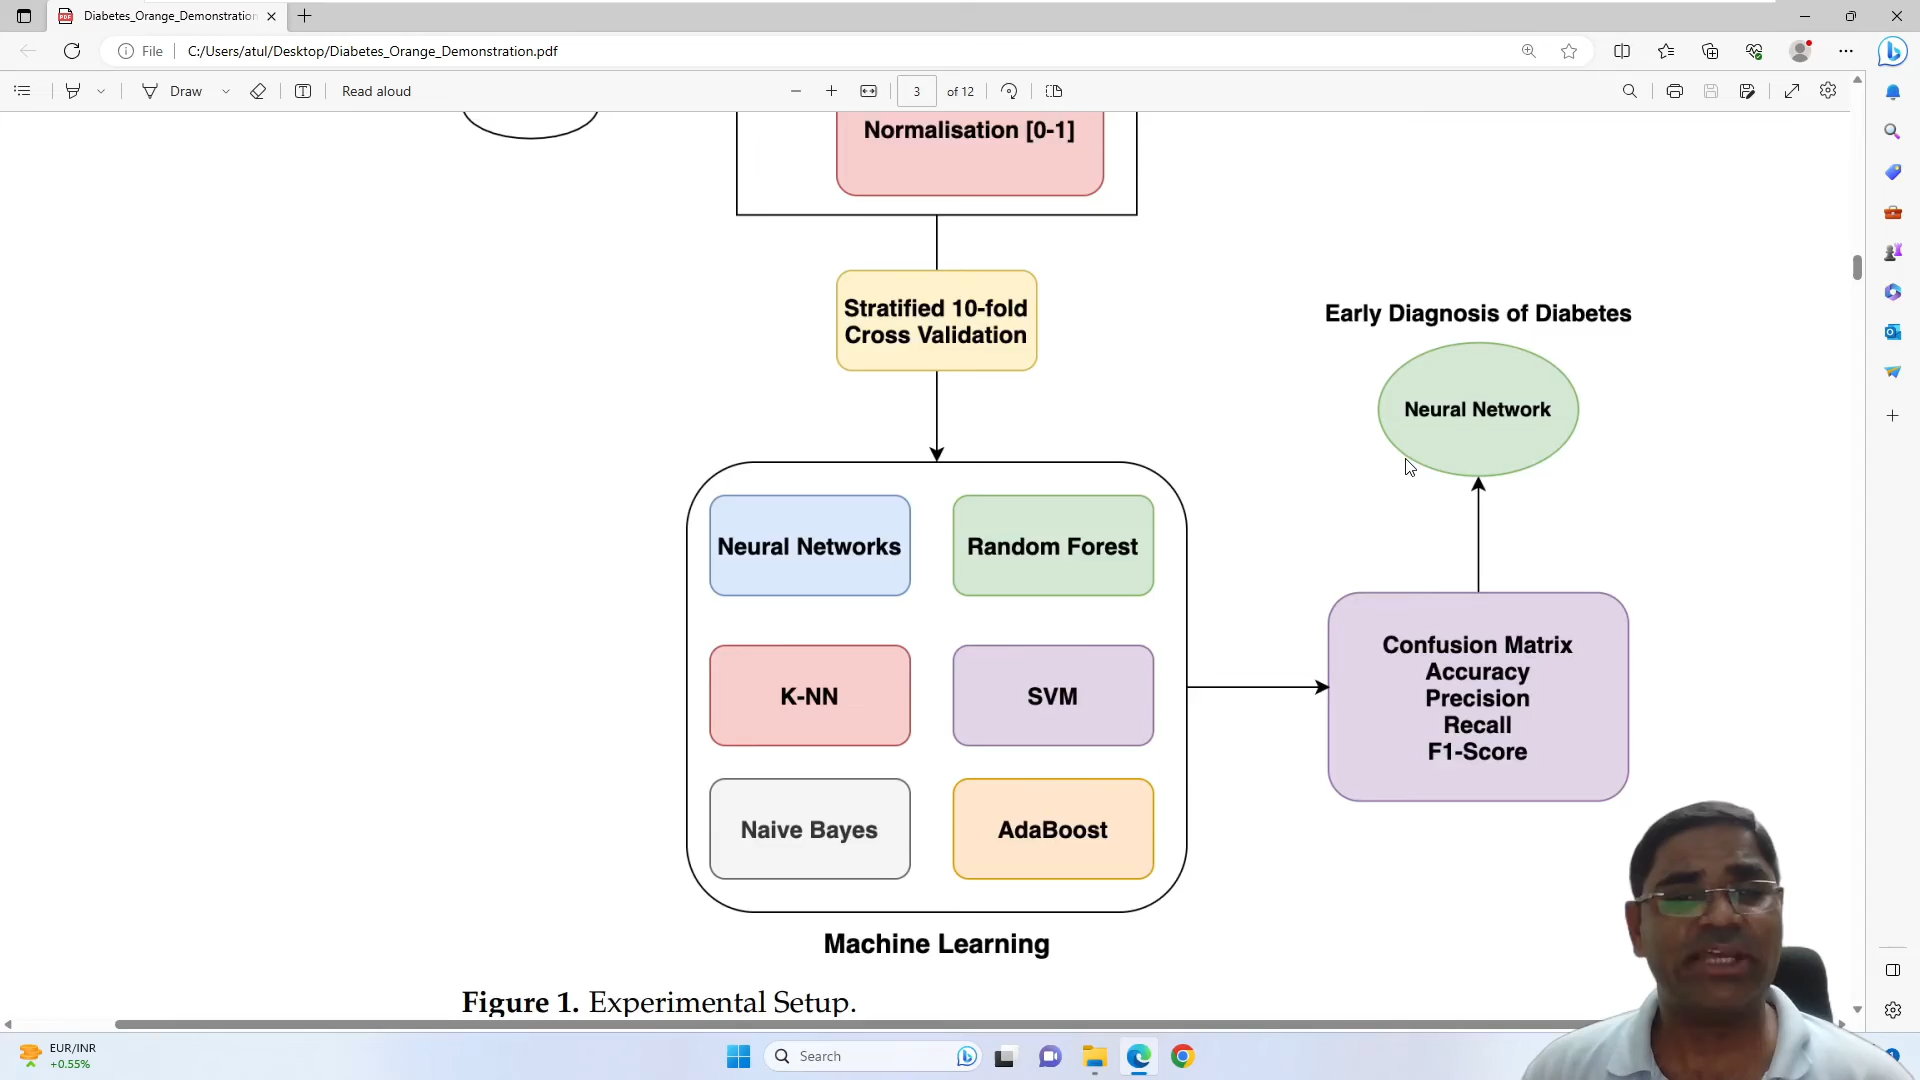 Diabetes_Orange_Demonstration
File
C:/Users/atul/Desktop/Diabetes_Orange_Demonstration.pdf
Draw
Read aloud
3
of 12
Normalisation [0-1]
Stratified 10-fold
Cross Validation
Early Diagnosis of Diabetes
Neural Network
Neural Networks
Random Forest
K-NN
SVM
Confusion Matrix
Accuracy
Precision
Recall
F1-Score
Naive Bayes
AdaBoost
Machine Learning
Figure 1. Experimental Setup.
EUR/INR
+0.55%
Search